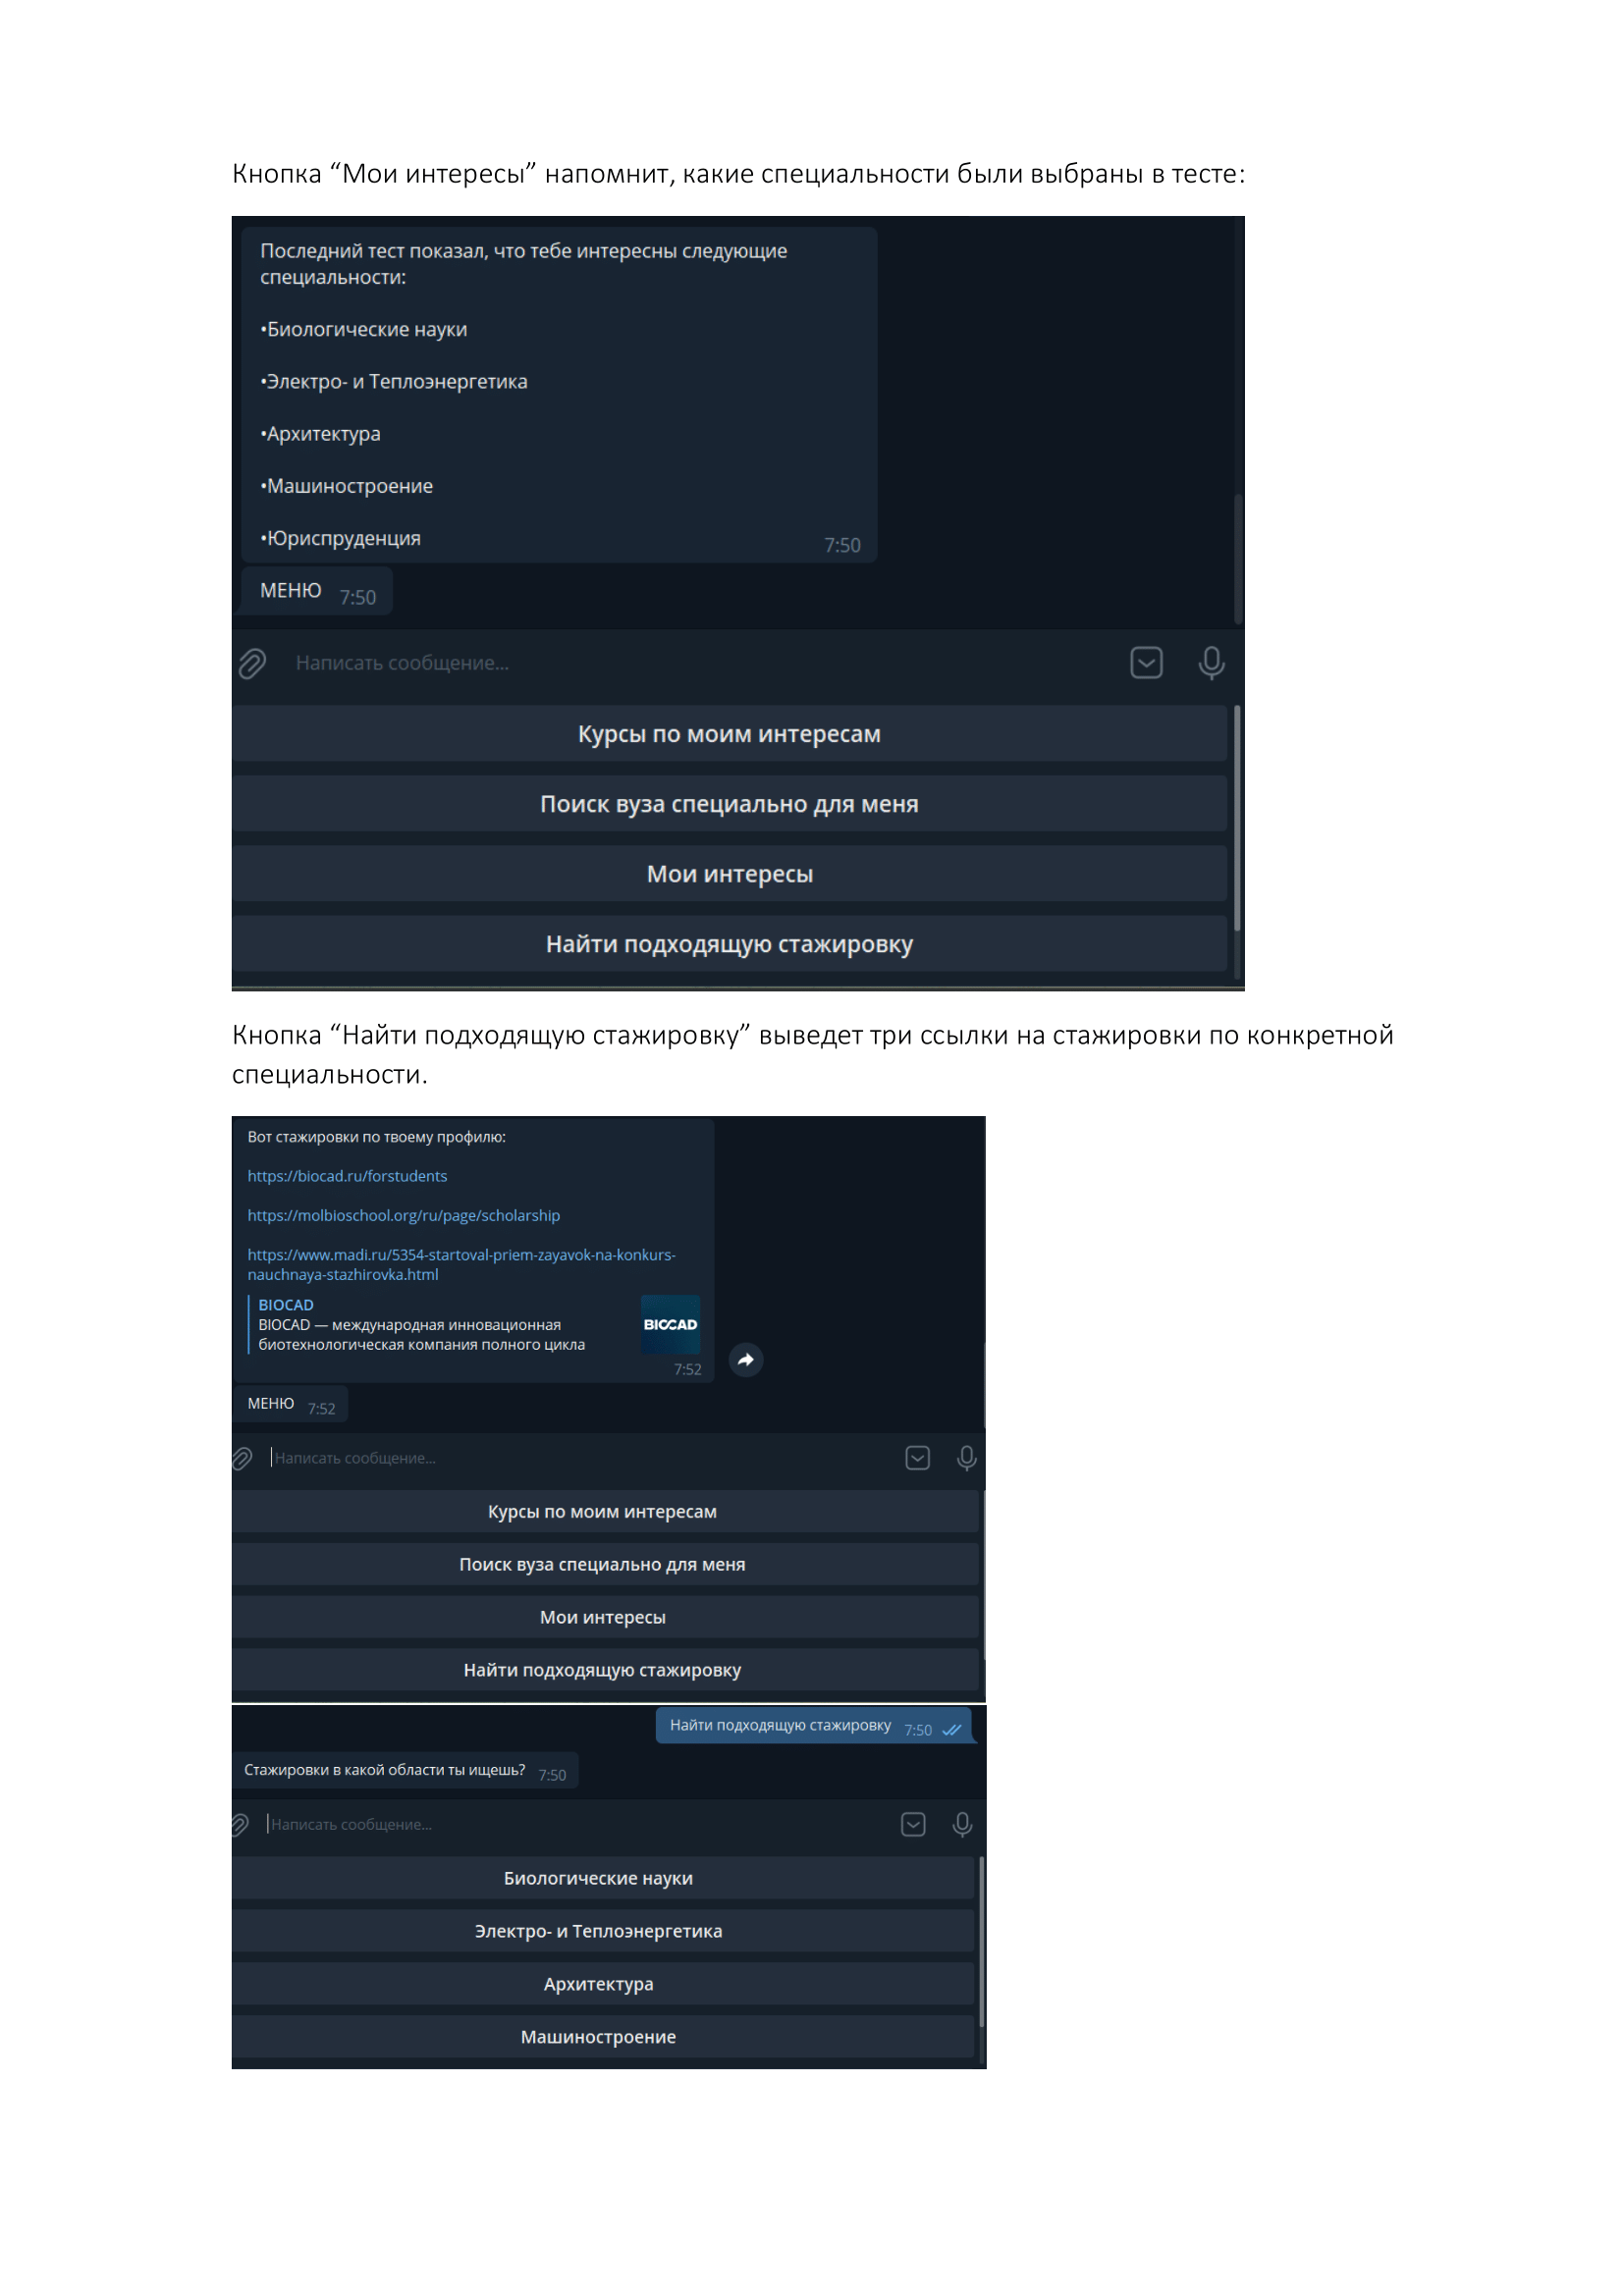 Кнопка “Мои интересы” напомнит, какие специальности были выбраны в тесте:
Последний тест показал, что тебе интересны следующие
специальности:
•Биологические науки
•Электро- и Теплоэнергетика
•Архитектура
•Машиностроение
•Юриспруденция
7:50
МЕНЮ 7:50
Написать сообщение...
Курсы по моим интересам
Поиск вуза специально для меня
Мои интересы
Найти подходящую стажировку
Кнопка “Найти подходящую стажировку” выведет три ссылки на стажировки по конкретной
специальности.
Вот стажировки по твоему профилю:
https://biocad.ru/forstudents
https://molbioschool.org/ru/page/scholarship
https://www.madi.ru/5354-startoval-priem-zayavok-na-konkurs-
nauchnaya-stazhirovka.html
BIOCAD
BIOCAD — международная инновационная
биотехнологическая компания полного цикла
BIOCAD
7:52
МЕНЮ 7:52
Написать сообщение...
Курсы по моим интересам
Поиск вуза специально для меня
Мои интересы
Найти подходящую стажировку
Найти подходящую стажировку 7:50
Стажировки в какой области ты ищешь? 7:50
Написать сообщение...
Биологические науки
Электро- и Теплоэнергетика
Архитектура
Машиностроение